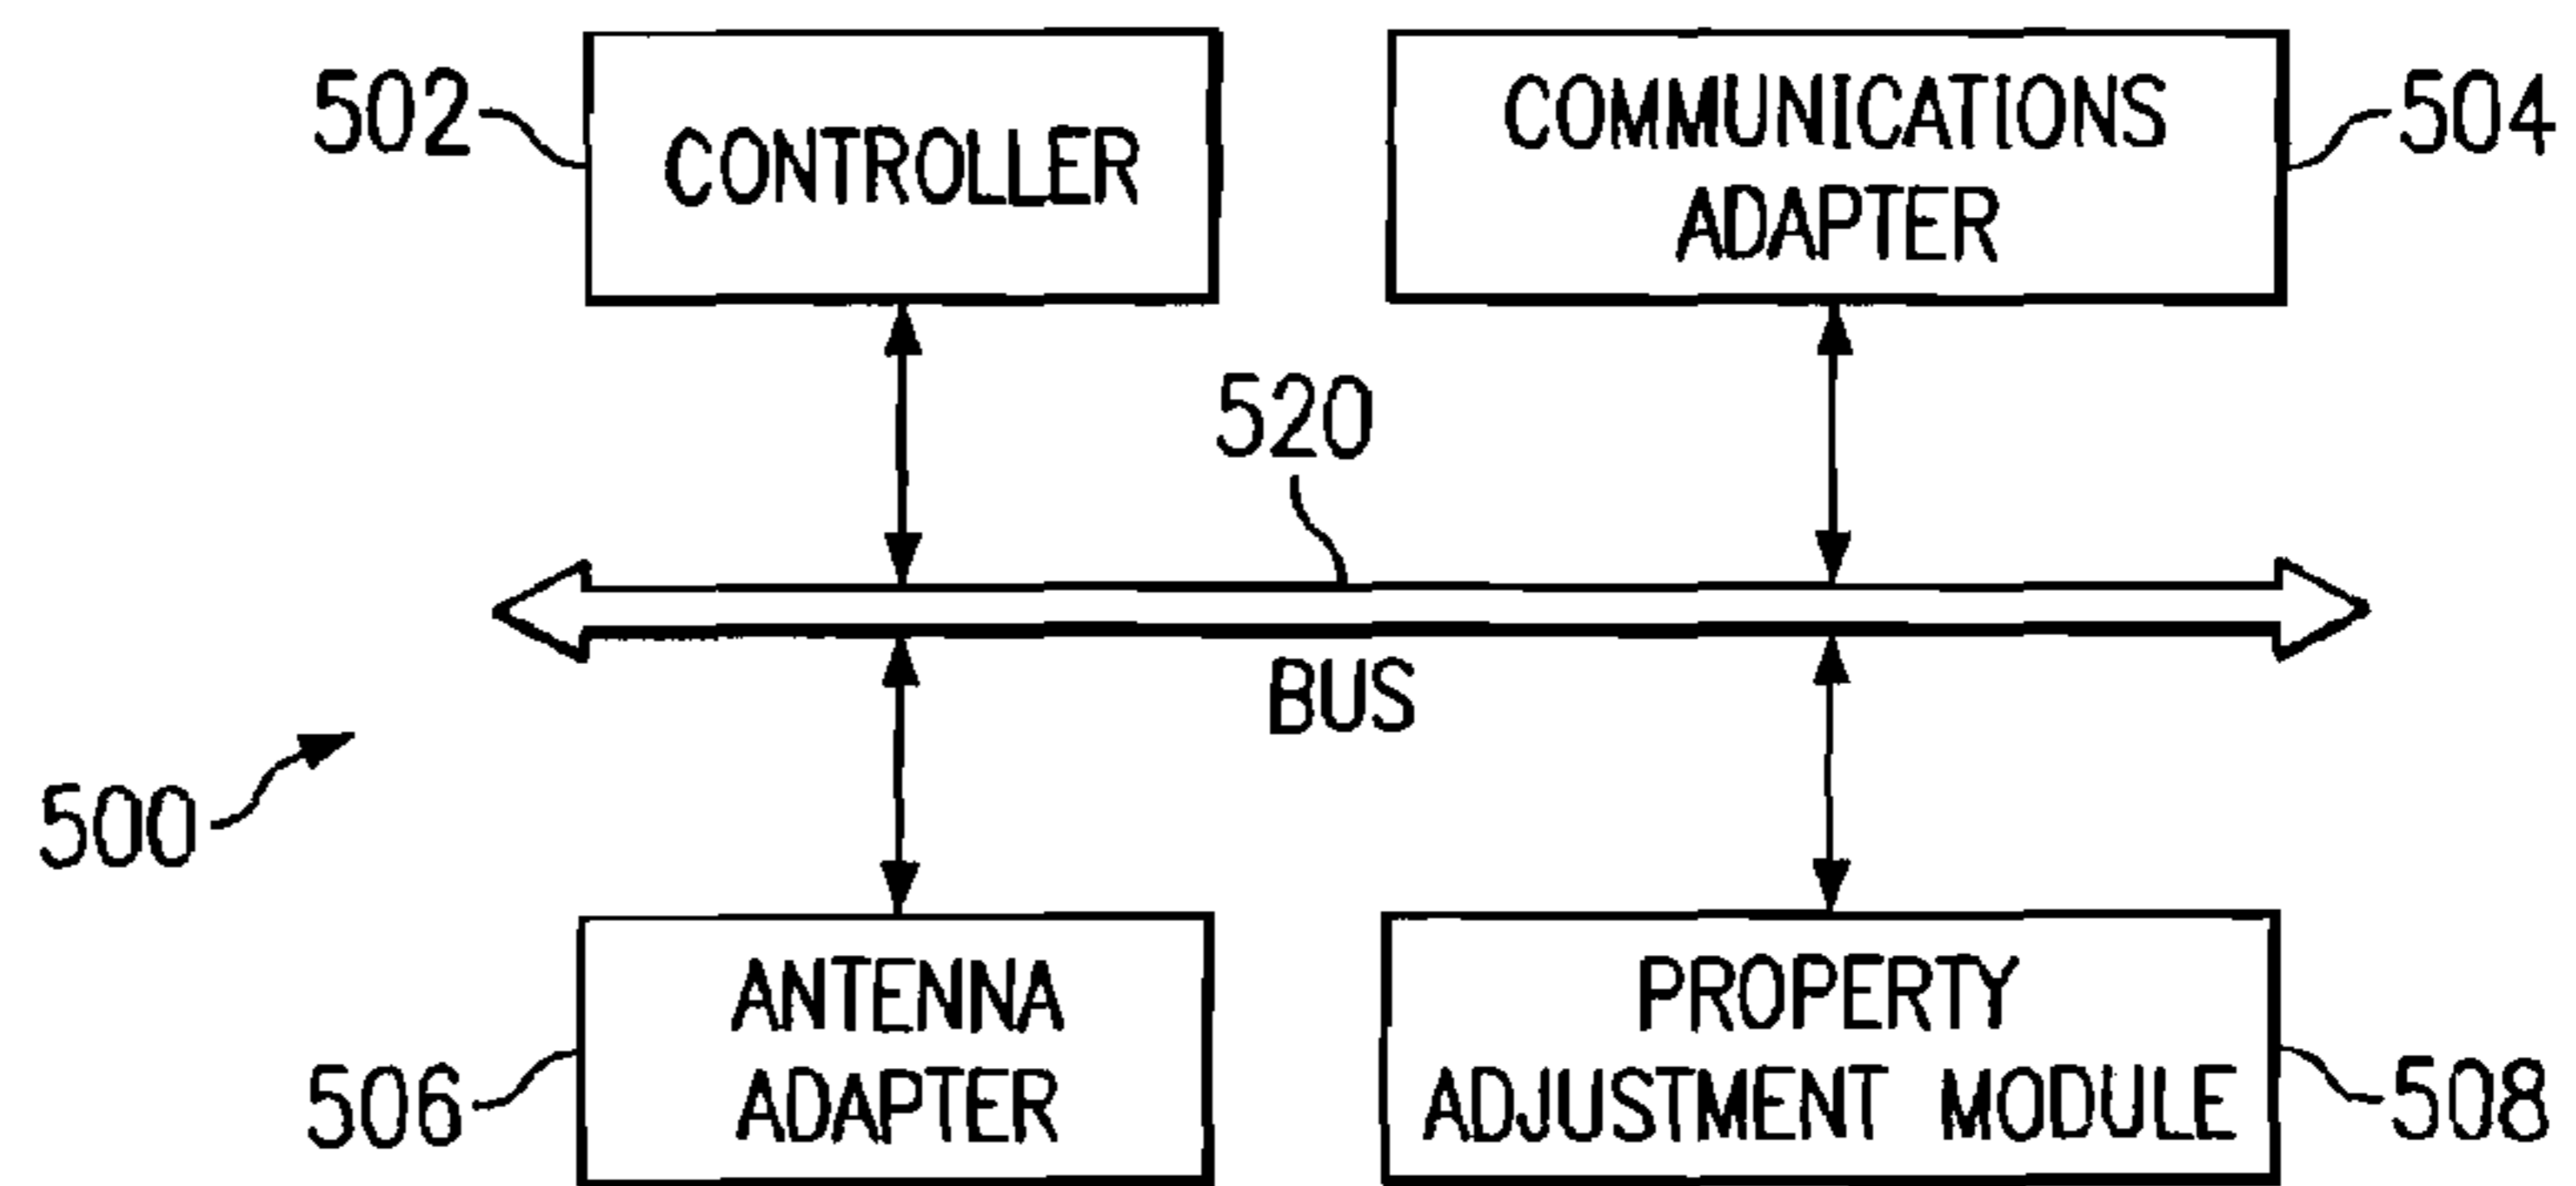 502
CONTROLLER
COMMUNICATIONS
ADAPTER
504
520
BUS
500
506
ANTENNA
ADAPTER
PROPERTY
ADJUSTMENT MODULE
508